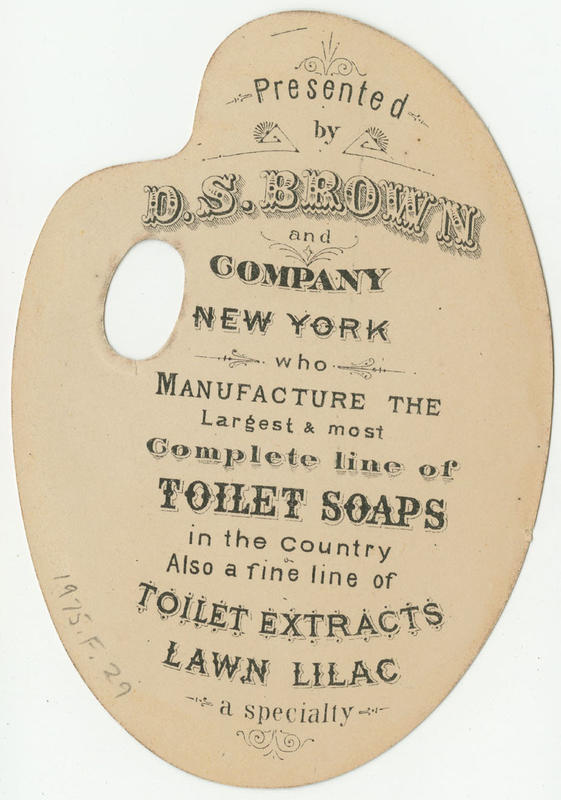 Presented
by
D.S. BROWN
and
COMPANY
NEW YORK
who
MANUFACTURE THE
Largest & most
Complete line of
TOILET SOAPS
in the Country
Also a fine line of
TOILET EXTRACTS
LAWN LILAC
a specialty
1975.F.29